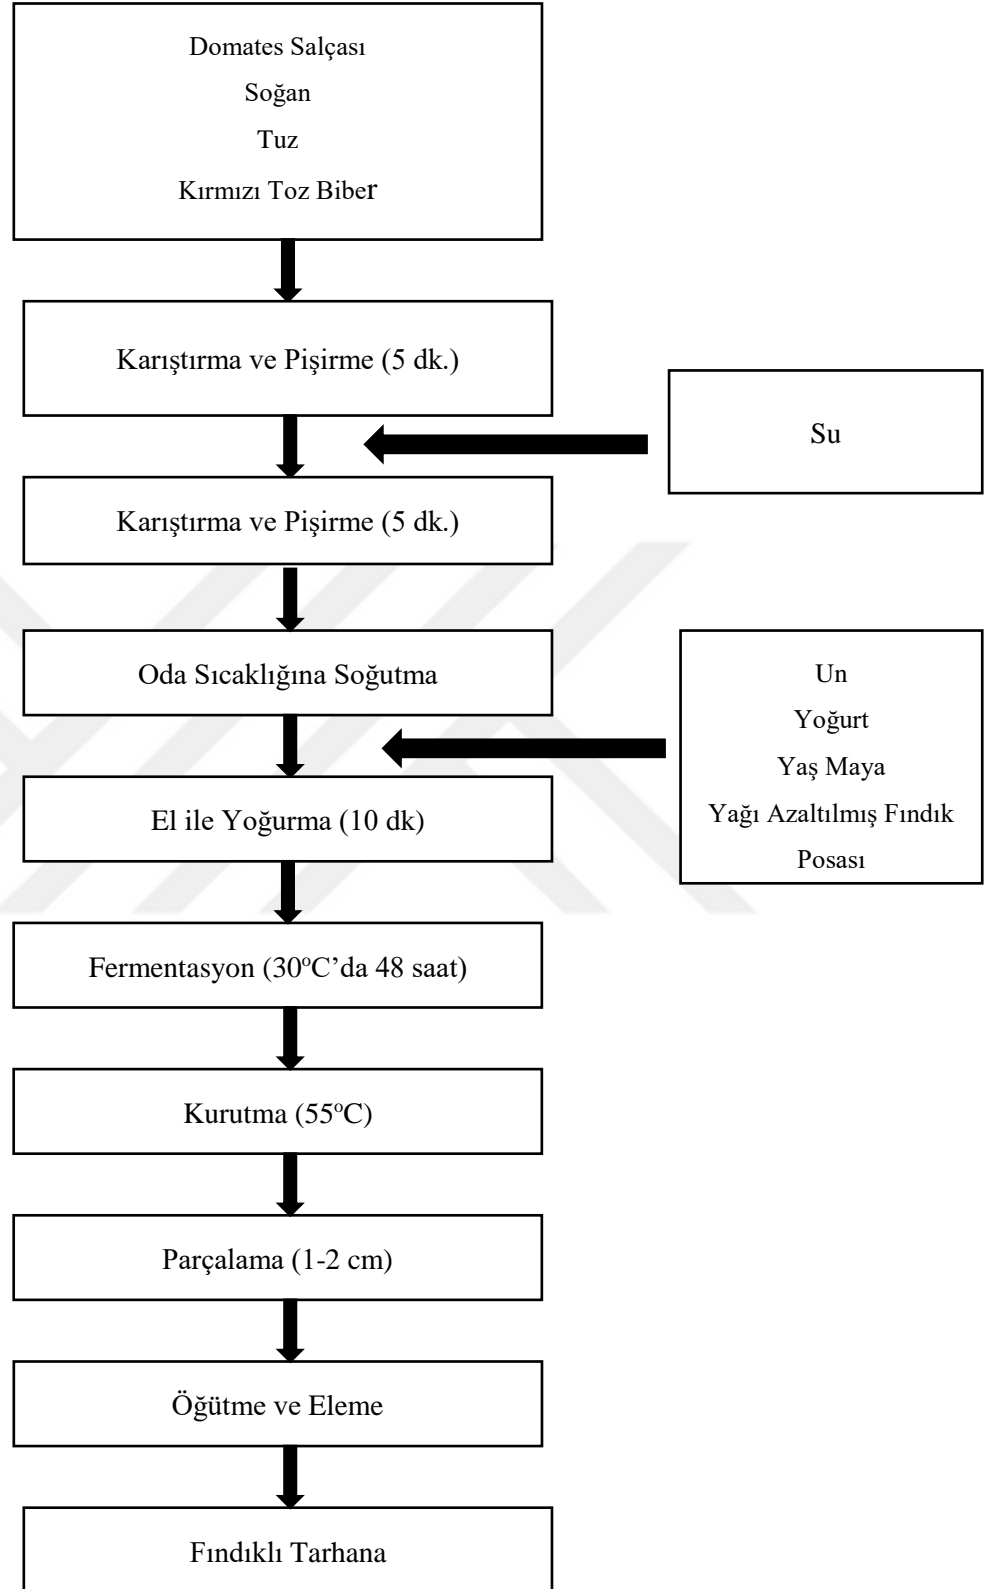 Domates Salçası
Soğan
Tuz
Kırmızı Toz Biber
Karıştırma ve Pişirme (5 dk.)
Su
Karıştırma ve Pişirme (5 dk.)
Oda Sıcaklığına Soğutma
Un
Yoğurt
Yaş Maya
Yağı Azaltılmış Fındık
Posası
El ile Yoğurma (10 dk)
Fermentasyon (30°C’da 48 saat)
Kurutma (55°C)
Parçalama (1-2 cm)
Öğütme ve Eleme
Fındıklı Tarhana